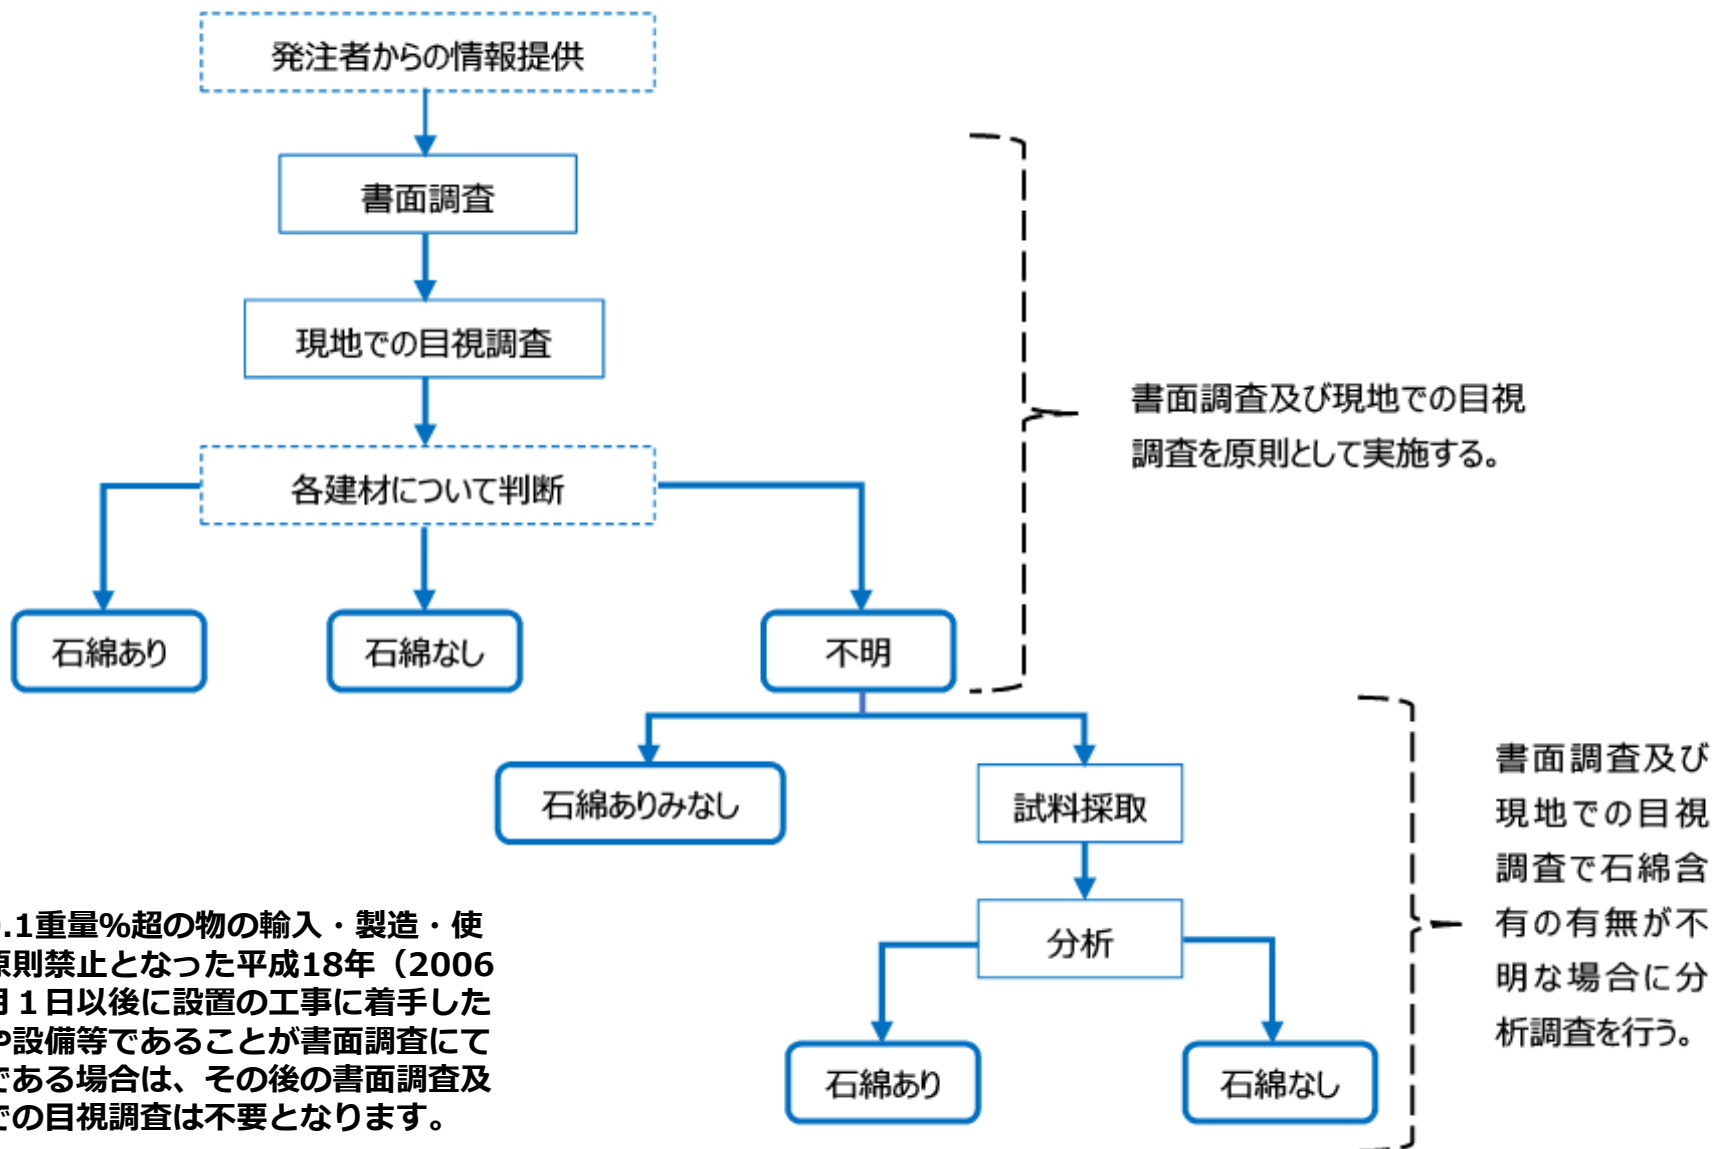 発注者からの情報提供
書面調査
現地での目視調査
各建材について判断
石綿あり
石綿なし
不明
書面調査及び現地での目視
調査を原則として実施する。
石綿ありみなし
試料採取
分析
石綿あり
石綿なし
書面調査及び
現地での目視
調査で石綿含
有の有無が不
明な場合に分
析調査を行う。
.1重量%超の物の輸入・製造・使
原則禁止となった平成18年（2006
月１日以後に設置の工事に着手した
や設備等であることが書面調査にて
である場合は、その後の書面調査及
での目視調査は不要となります。